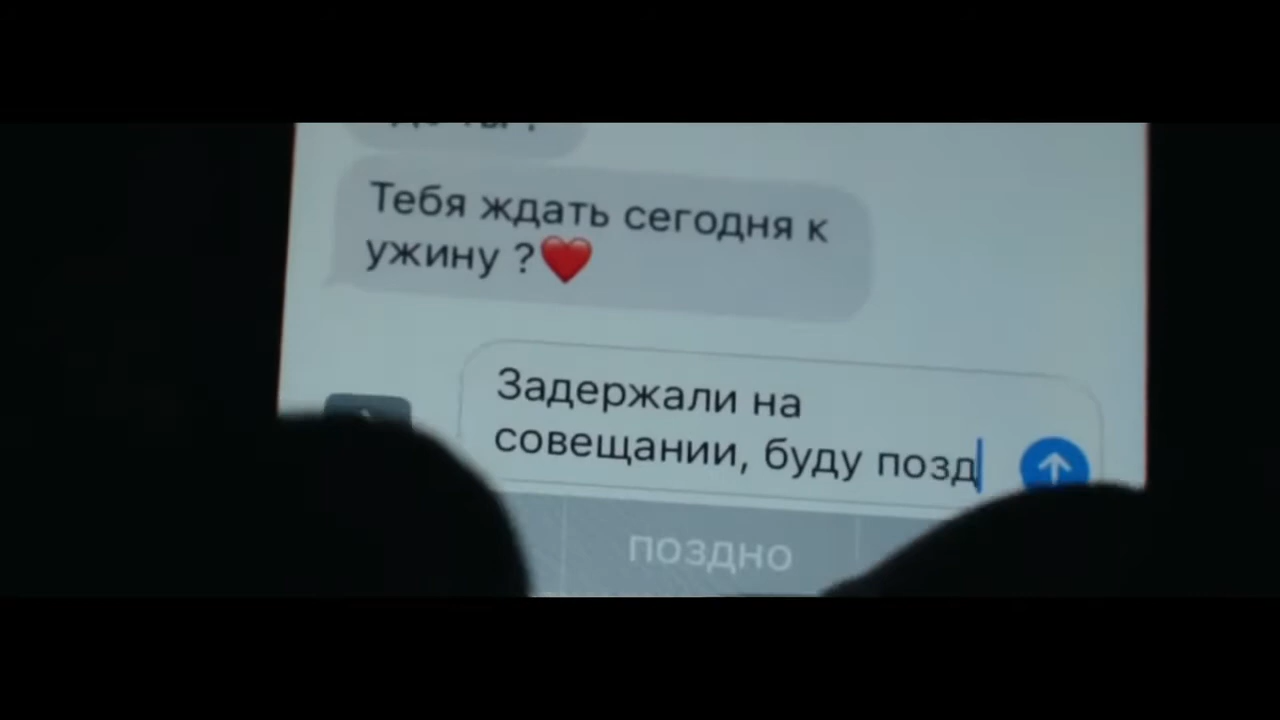 Тебя ждать сегодня к
ужину ?❤️
Задержали на
совещании, буду позд
поздно